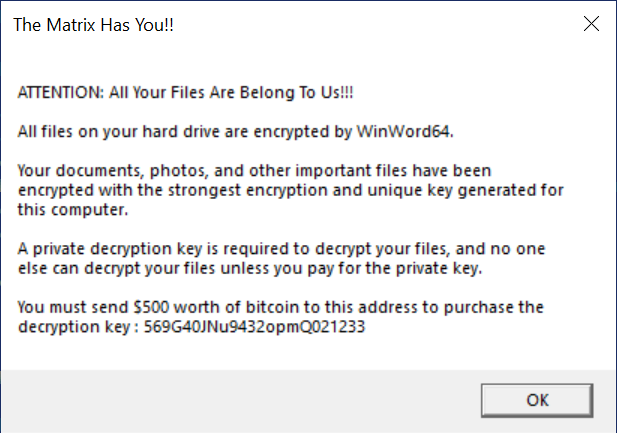 The Matrix Has You!!
ATTENTION: All Your Files Are Belong To Us!!!
All files on your hard drive are encrypted by WinWord64.
Your documents, photos, and other important files have been
encrypted with the strongest encryption and unique key generated for
this computer.
A private decryption key is required to decrypt your files, and no one
else can decrypt your files unless you pay for the private key.
You must send $500 worth of bitcoin to this address to purchase the
decryption key : 569G40JNu9432opmQ021233
OK